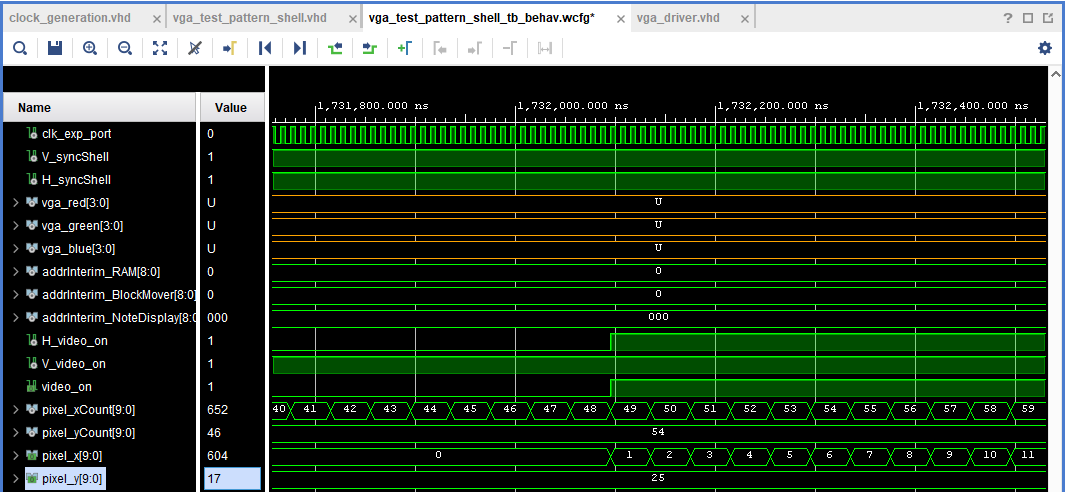 clock_generation.vhd × vga_test_pattern_shell.vhd × vga_test_pattern_shell_tb_behav.wcfg* × vga_driver.vhd × ?
Name Value 1,731,800.000 ns 1,732,000.000 ns 1,732,200.000 ns 1,732,400.000 ns
clk_exp_port 0
V_syncShell 1
H_syncShell 1
vga_red[3:0] U U
vga_green[3:0] U U
vga_blue[3:0] U U
addrInterim_RAM[8:0] 0 0
addrInterim_BlockMover[8:0] 0 0
addrInterim_NoteDisplay[8:0 000 000
H_video_on 1
V_video_on 1
video_on 1
pixel_xCount[9:0] 652 40 41 42 43 44 45 46 47 48 49 50 51 52 53 54 55 56 57 58 59
pixel_yCount[9:0] 46 54
pixel_x[9:0] 604 0 1 2 3 4 5 6 7 8 9 10 11
pixel_y[9:0] 17 25